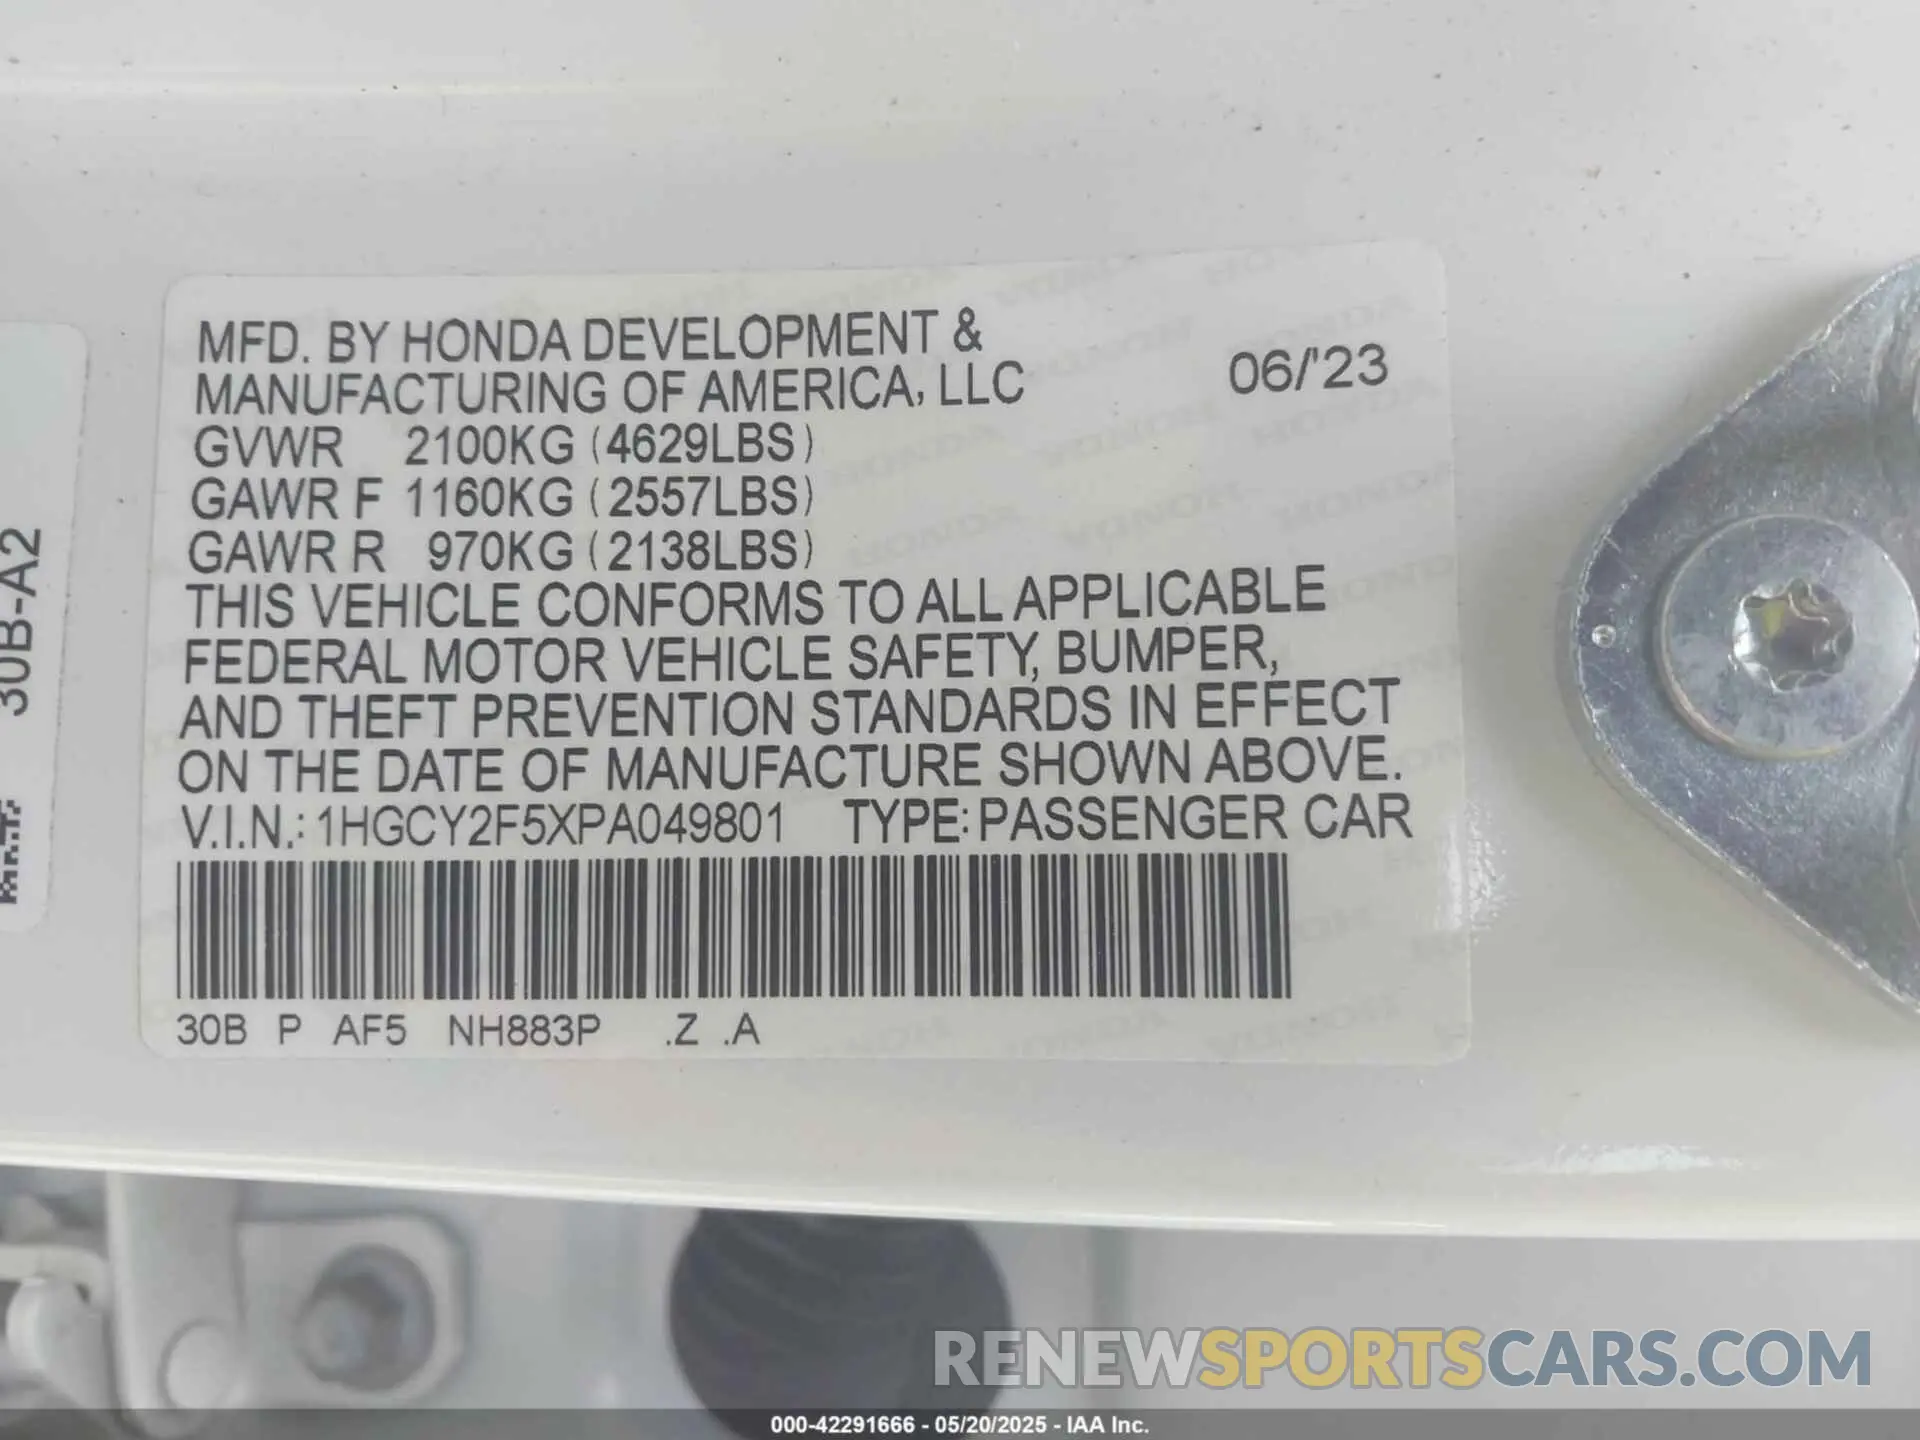 MFD. BY HONDA DEVELOPMENT &
MANUFACTURING OF AMERICA, LLC 06/'23
GVWR 2100KG (4629LBS)
GAWR F 1160KG (2557LBS)
GAWR R 970KG (2138LBS)
THIS VEHICLE CONFORMS TO ALL APPLICABLE
FEDERAL MOTOR VEHICLE SAFETY, BUMPER,
AND THEFT PREVENTION STANDARDS IN EFFECT
ON THE DATE OF MANUFACTURE SHOWN ABOVE.
V.I.N.: 1HGCY2F5XPA049801 TYPE: PASSENGER CAR
30B P AF5 NH883P .Z .A
30B-A2
RENEWSPORTSCARS.COM
000-42291666 - 05/20/2025 - IAA Inc.